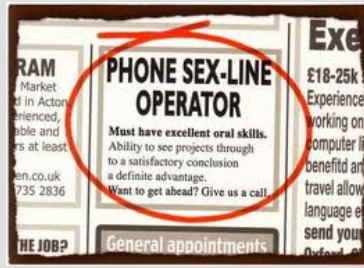 RAM
Market
d in Acton.
erienced,
able and
rs at least
en.co.uk
735 2836
HE JOB?
PHONE SEX-LINE
OPERATOR
Must have excellent oral skills.
Ability to see projects through
to a satisfactory conclusion
a definite advantage.
Want to get ahead? Give us a call.
General appointments
Exe
£18-25k
Experience
working on
computer li
benefitd an
travel allow
language e
send your
Oxford